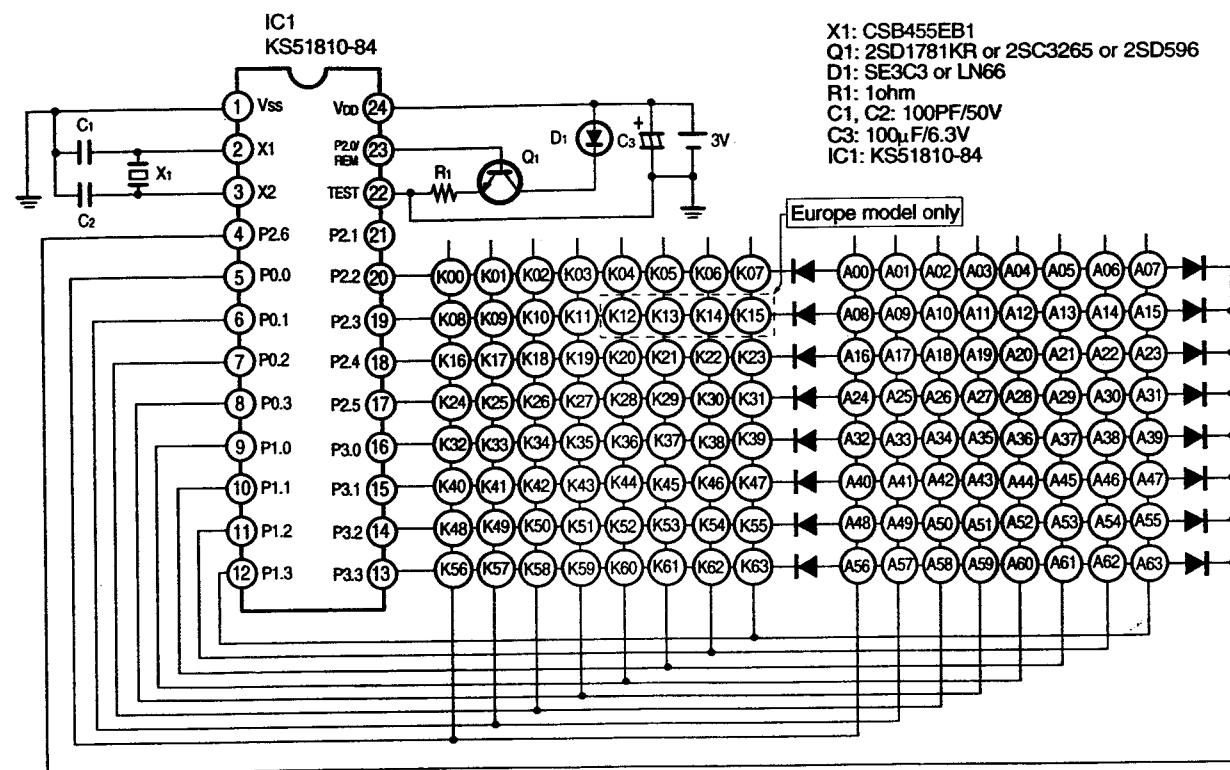 IC1
KS51810-84
X1: CSB455EB1
Q1: 2SD1781KR or 2SC3265 or 2SD596
D1: SE3C3 or LN66
R1: 1ohm
C1, C2: 100PF/50V
C3: 100µF/6.3V
IC1: KS51810-84
1 Vss VDD 24
C1
2 X1 P2.0/REM 23
X1
D1 C3 + 3V
Q1
R1
3 X2 TEST 22
C2
4 P2.6 P2.1 21
Europe model only
5 P0.0 P2.2 20 K00 K01 K02 K03 K04 K05 K06 K07 A00 A01 A02 A03 A04 A05 A06 A07
6 P0.1 P2.3 19 K08 K09 K10 K11 K12 K13 K14 K15 A08 A09 A10 A11 A12 A13 A14 A15
7 P0.2 P2.4 18 K16 K17 K18 K19 K20 K21 K22 K23 A16 A17 A18 A19 A20 A21 A22 A23
8 P0.3 P2.5 17 K24 K25 K26 K27 K28 K29 K30 K31 A24 A25 A26 A27 A28 A29 A30 A31
9 P1.0 P3.0 16 K32 K33 K34 K35 K36 K37 K38 K39 A32 A33 A34 A35 A36 A37 A38 A39
10 P1.1 P3.1 15 K40 K41 K42 K43 K44 K45 K46 K47 A40 A41 A42 A43 A44 A45 A46 A47
11 P1.2 P3.2 14 K48 K49 K50 K51 K52 K53 K54 K55 A48 A49 A50 A51 A52 A53 A54 A55
12 P1.3 P3.3 13 K56 K57 K58 K59 K60 K61 K62 K63 A56 A57 A58 A59 A60 A61 A62 A63